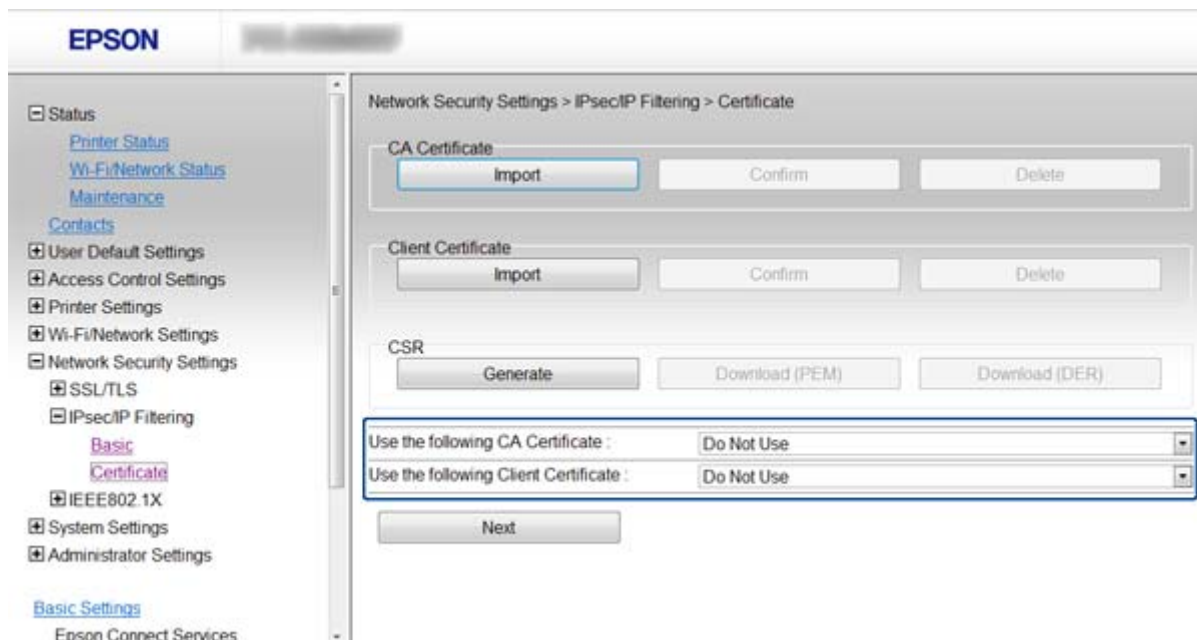 EPSON
Status
Printer Status
Wi-Fi/Network Status
Maintenance
Contacts
User Default Settings
Access Control Settings
Printer Settings
Wi-Fi/Network Settings
Network Security Settings
SSL/TLS
IPsec/IP Filtering
Basic
Certificate
IEEE802.1X
System Settings
Administrator Settings
Basic Settings
Epson Connect Services
Network Security Settings > IPsec/IP Filtering > Certificate
CA Certificate
Import Confirm Delete
Client Certificate
Import Confirm Delete
CSR
Generate Download (PEM) Download (DER)
Use the following CA Certificate : Do Not Use
Use the following Client Certificate : Do Not Use
Next